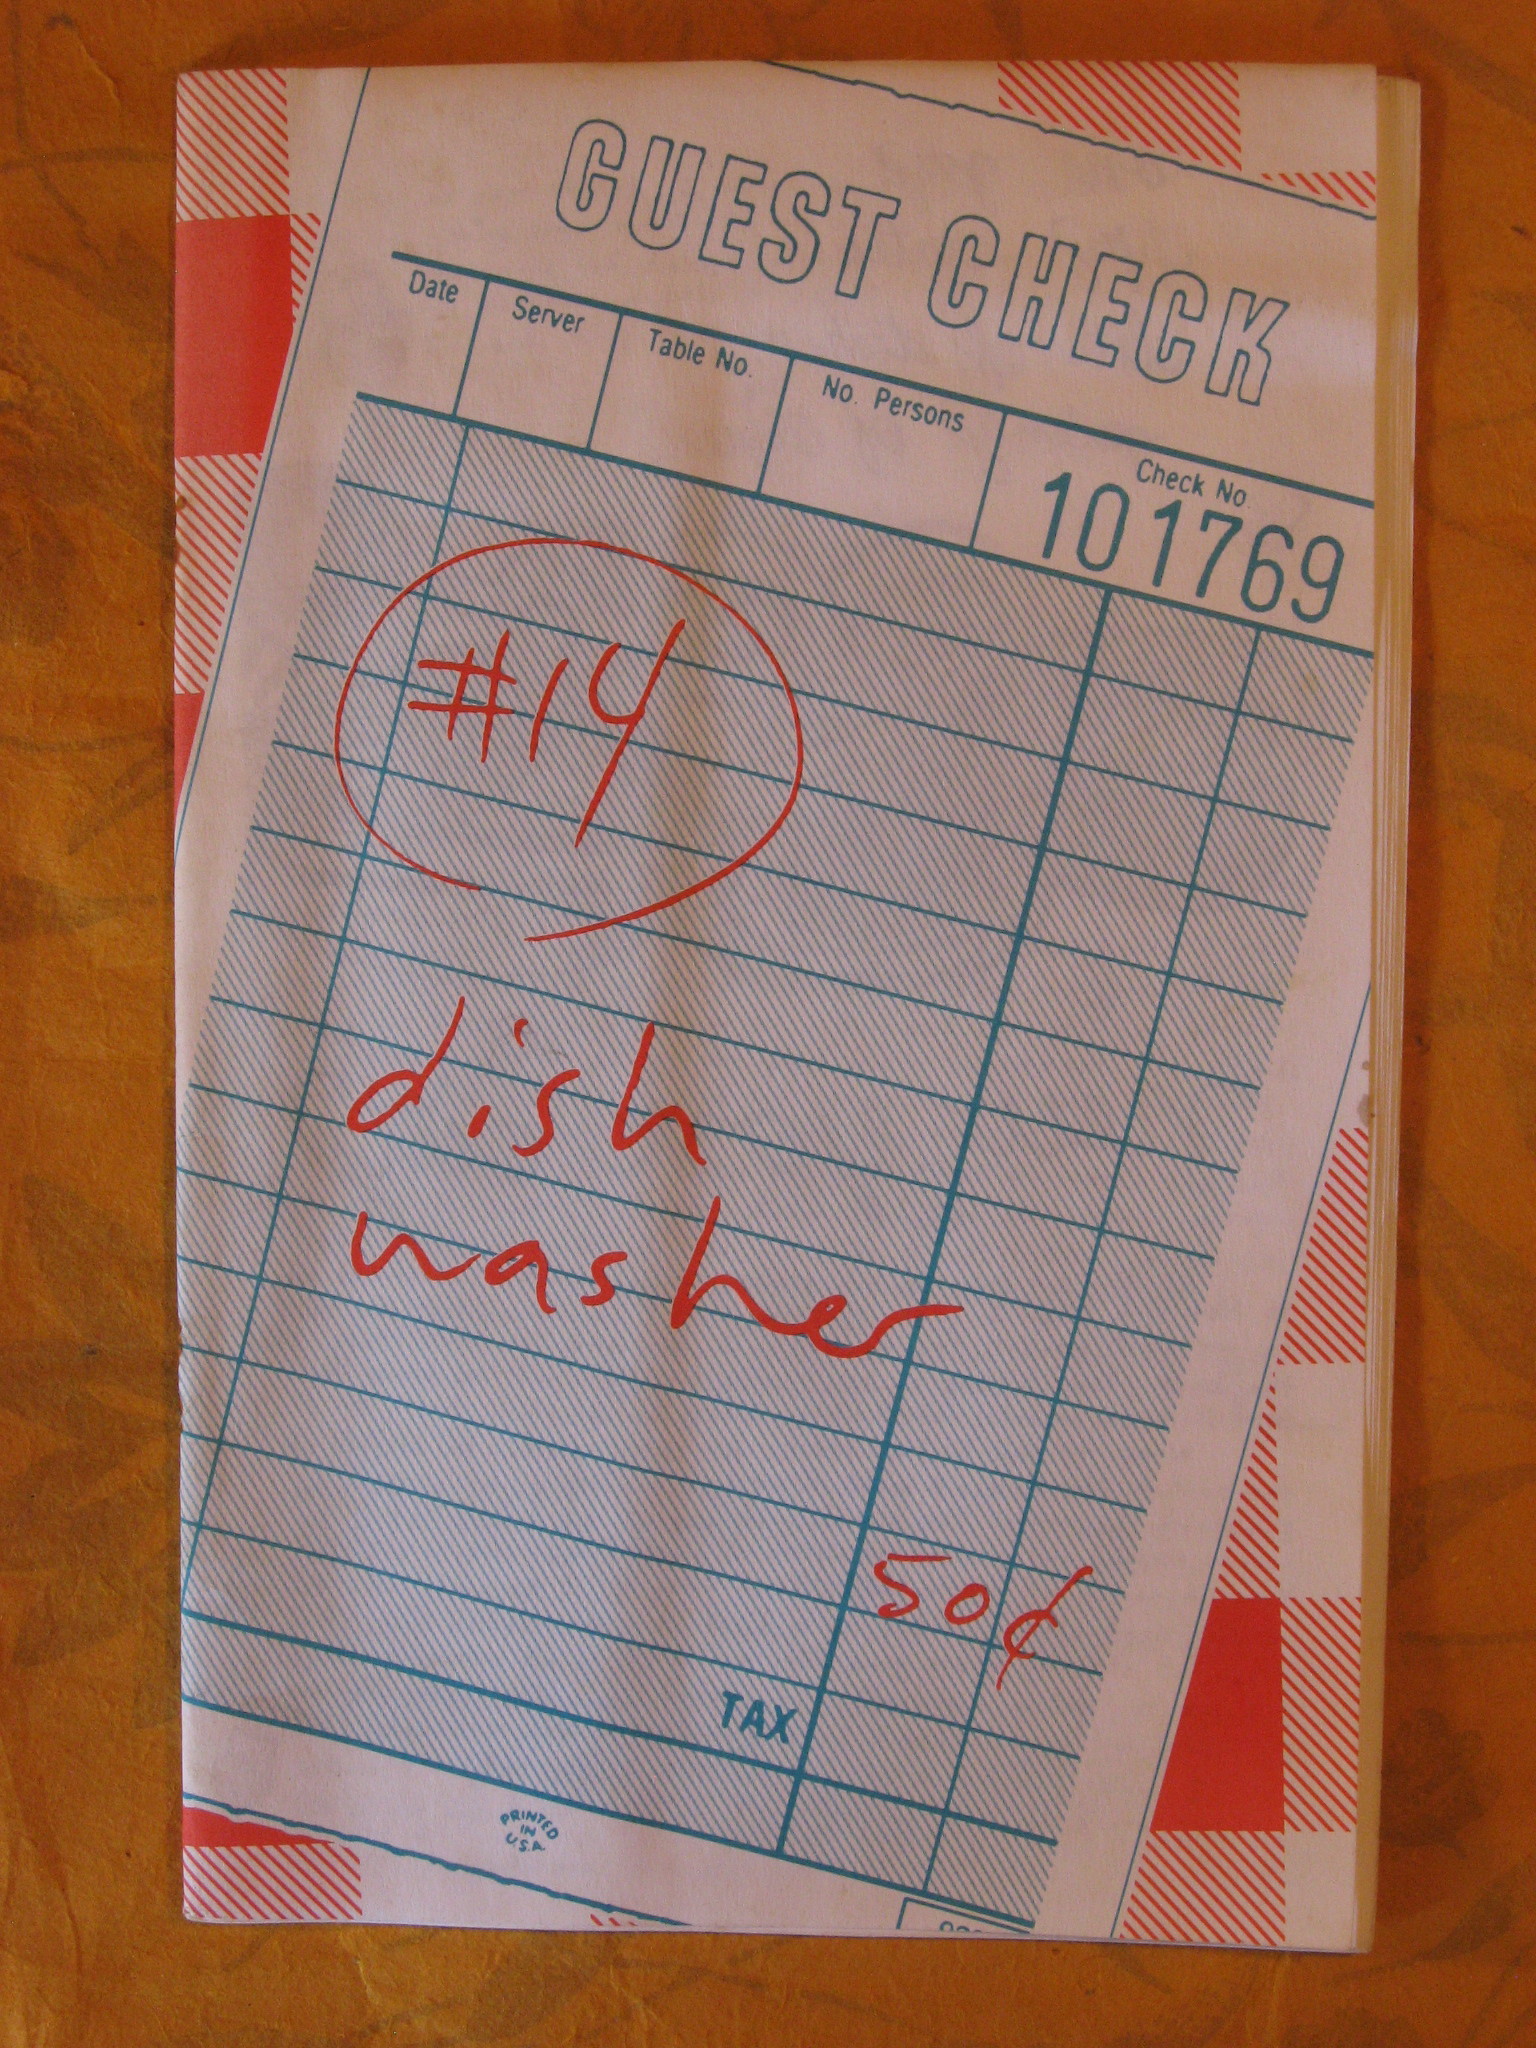 GUEST CHECK
Date Server Table No. No. Persons Check No.
101769
#14
dish
washer
50¢
TAX
PRINTED
IN
U.S.A